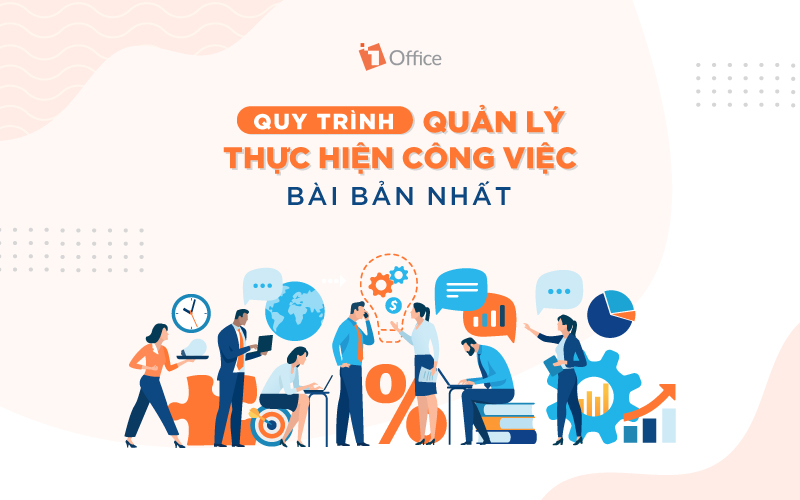 1Office
QUY TRÌNH QUẢN LÝ
THỰC HIỆN CÔNG VIỆC
BÀI BẢN NHẤT
$
%